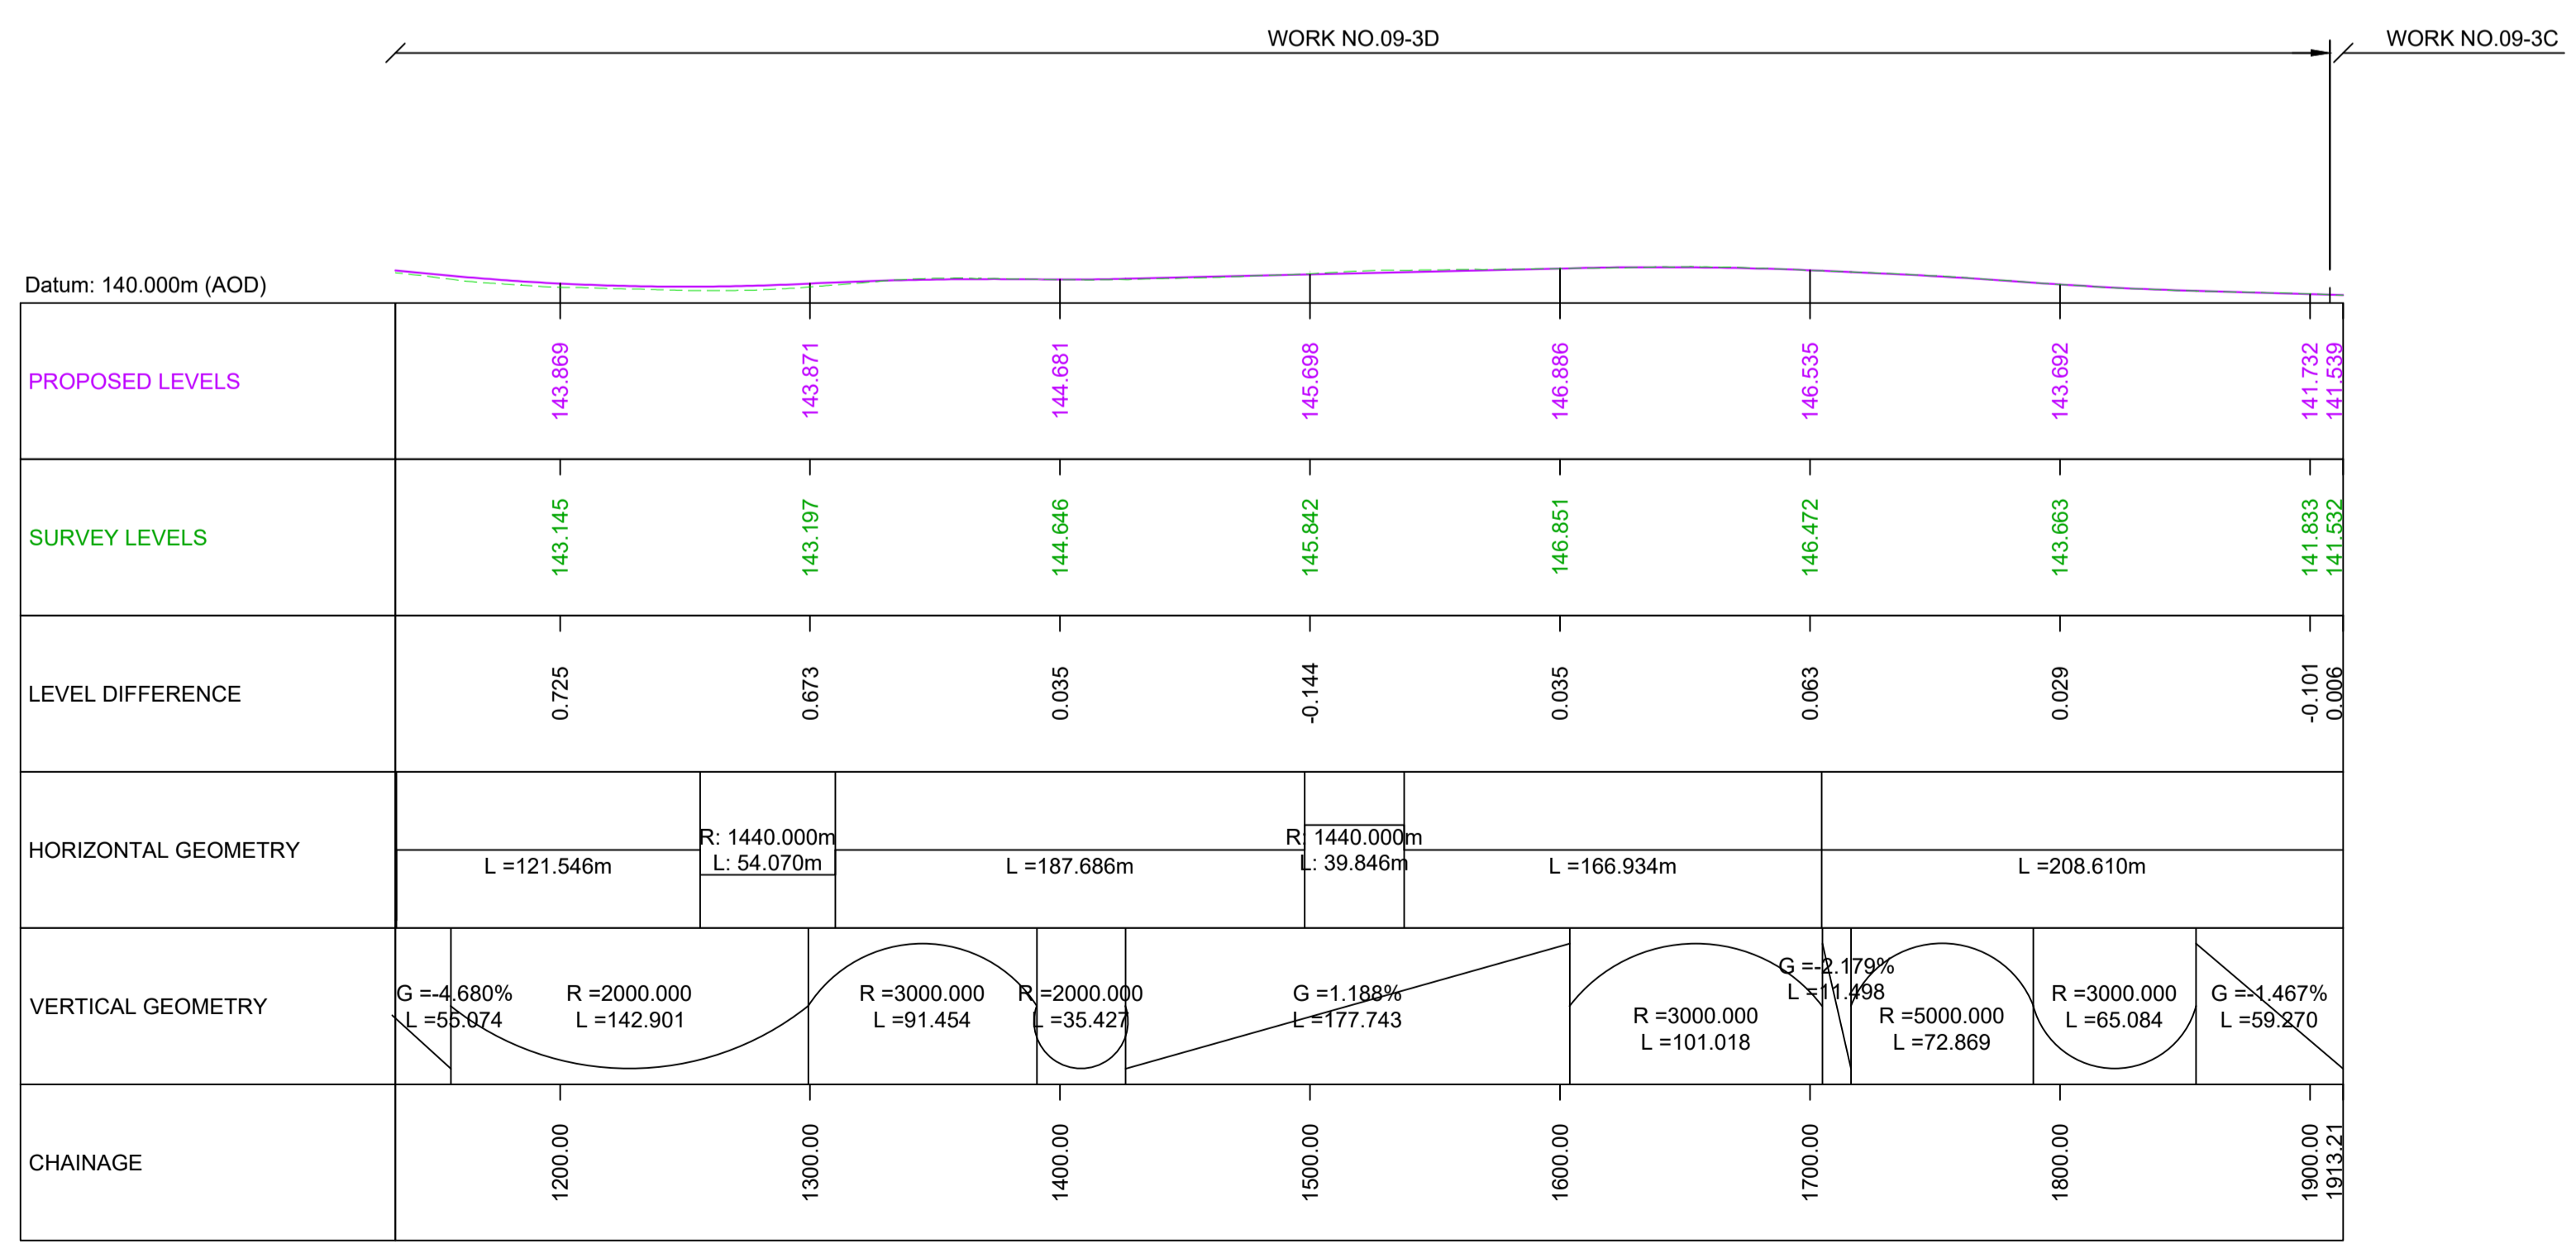 WORK NO.09-3D
WORK NO.09-3C
Datum: 140.000m (AOD)
PROPOSED LEVELS
143.869
143.871
144.681
145.698
146.886
146.535
143.692
141.732
141.539
SURVEY LEVELS
143.145
143.197
144.646
145.842
146.851
146.472
143.663
141.833
141.532
LEVEL DIFFERENCE
0.725
0.673
0.035
-0.144
0.035
0.063
0.029
-0.101
0.006
HORIZONTAL GEOMETRY
L =121.546m
R: 1440.000m
L: 54.070m
L =187.686m
R: 1440.000m
L: 39.846m
L =166.934m
L =208.610m
VERTICAL GEOMETRY
G =-4.680%
L =55.074
R =2000.000
L =142.901
R =3000.000
L =91.454
R =2000.000
L =35.427
G =1.188%
L =177.743
R =3000.000
L =101.018
G =-2.179%
L =11.498
R =5000.000
L =72.869
R =3000.000
L =65.084
G =-1.467%
L =59.270
CHAINAGE
1200.00
1300.00
1400.00
1500.00
1600.00
1700.00
1800.00
1900.00
1913.21